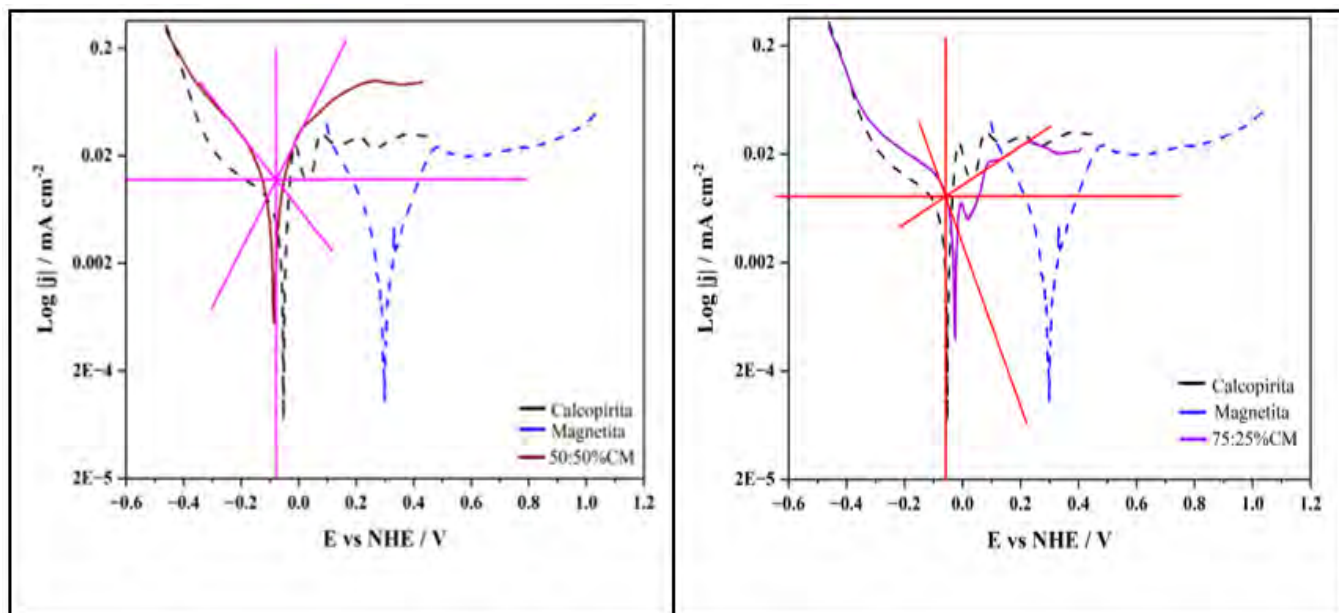 Log |j| / mA cm⁻²
0.2
0.02
0.002
2E−4
2E−5
−0.6 −0.4 −0.2 0.0 0.2 0.4 0.6 0.8 1.0 1.2
E vs NHE / V
Calcopirita
Magnetita
50:50%CM
Log |j| / mA cm⁻²
0.2
0.02
0.002
2E−4
2E−5
−0.6 −0.4 −0.2 0.0 0.2 0.4 0.6 0.8 1.0 1.2
E vs NHE / V
Calcopirita
Magnetita
75:25%CM